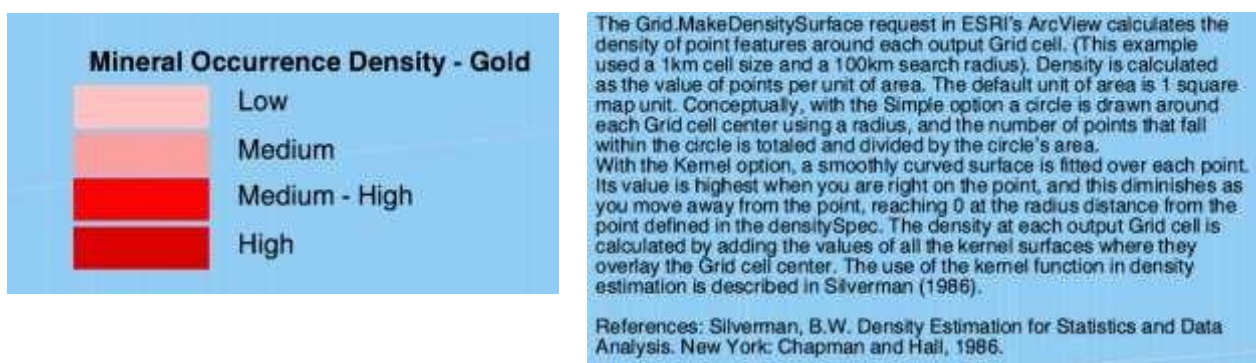 Mineral Occurrence Density - Gold
Low
Medium
Medium - High
High
The Grid.MakeDensitySurface request in ESRI's ArcView calculates the
density of point features around each output Grid cell. (This example
used a 1km cell size and a 100km search radius). Density is calculated
as the value of points per unit of area. The default unit of area is 1 square
map unit. Conceptually, with the Simple option a circle is drawn around
each Grid cell center using a radius, and the number of points that fall
within the circle is totaled and divided by the circle's area.
With the Kernel option, a smoothly curved surface is fitted over each point.
Its value is highest when you are right on the point, and this diminishes as
you move away from the point, reaching 0 at the radius distance from the
point defined in the densitySpec. The density at each output Grid cell is
calculated by adding the values of all the kernel surfaces where they
overlay the Grid cell center. The use of the kernel function in density
estimation is described in Silverman (1986).
References: Silverman, B.W. Density Estimation for Statistics and Data
Analysis. New York: Chapman and Hall, 1986.